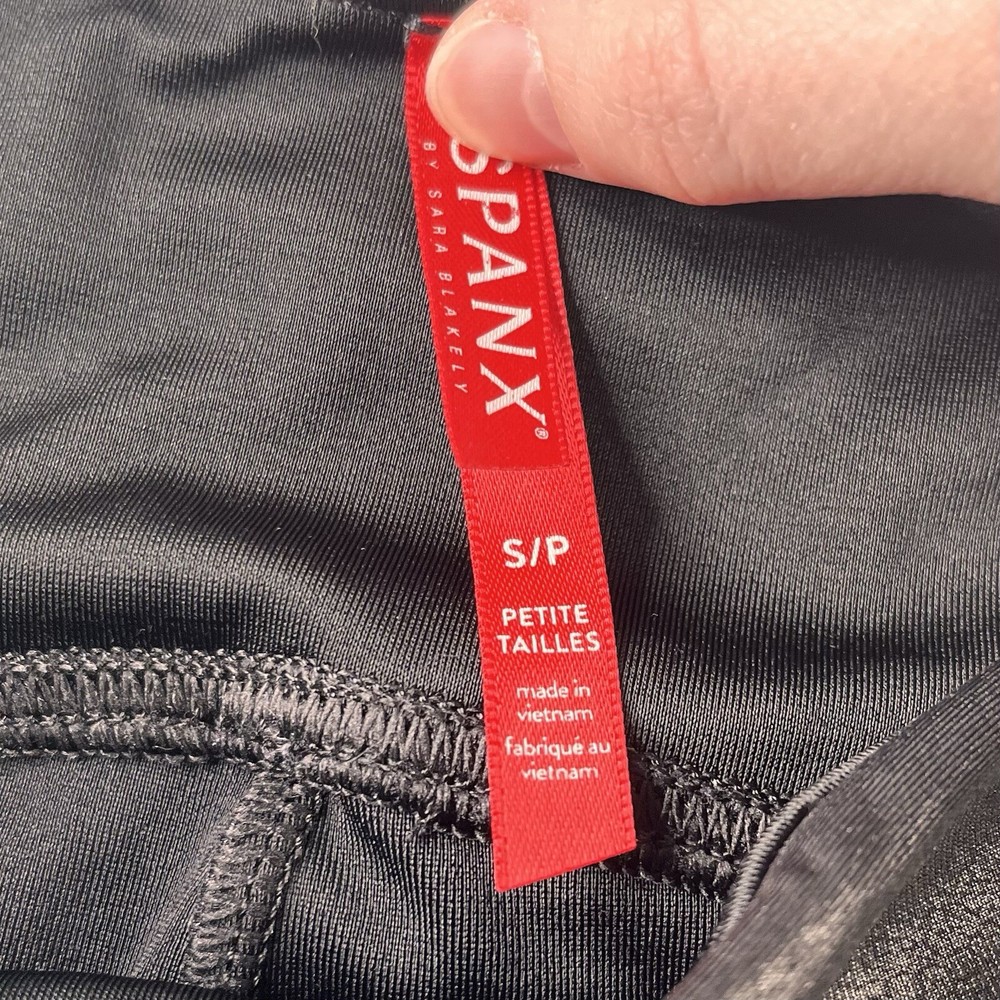 SPANX®
BY SARA BLAKELY
S/P
PETITE
TAILLES
made in
vietnam
fabriqué au
vietnam